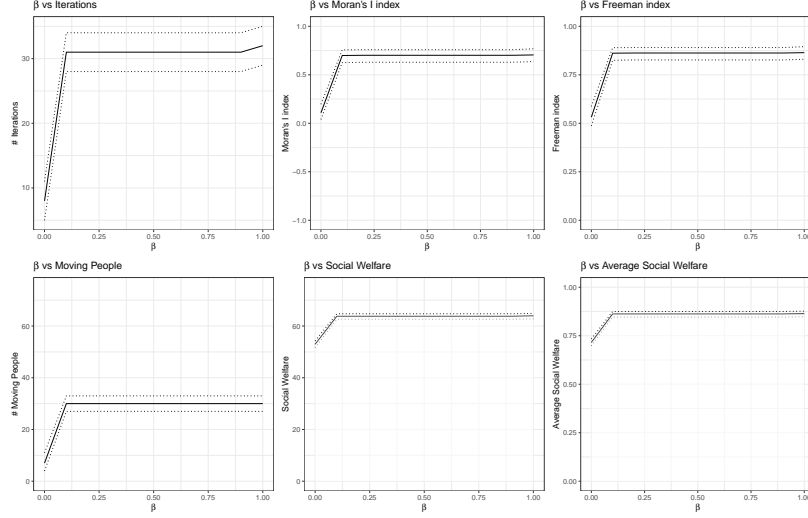 β vs Iterations
# Iterations
30
20
10
0.00 0.25 0.50 0.75 1.00
β
β vs Moran's I index
Moran's I index
1.0
0.5
0.0
−0.5
−1.0
0.00 0.25 0.50 0.75 1.00
β
β vs Freeman index
Freeman index
1.00
0.75
0.50
0.25
0.00
0.00 0.25 0.50 0.75 1.00
β
β vs Moving People
# Moving People
60
40
20
0
0.00 0.25 0.50 0.75 1.00
β
β vs Social Welfare
Social Welfare
60
40
20
0
0.00 0.25 0.50 0.75 1.00
β
β vs Average Social Welfare
Average Social Welfare
1.00
0.75
0.50
0.25
0.00
0.00 0.25 0.50 0.75 1.00
β